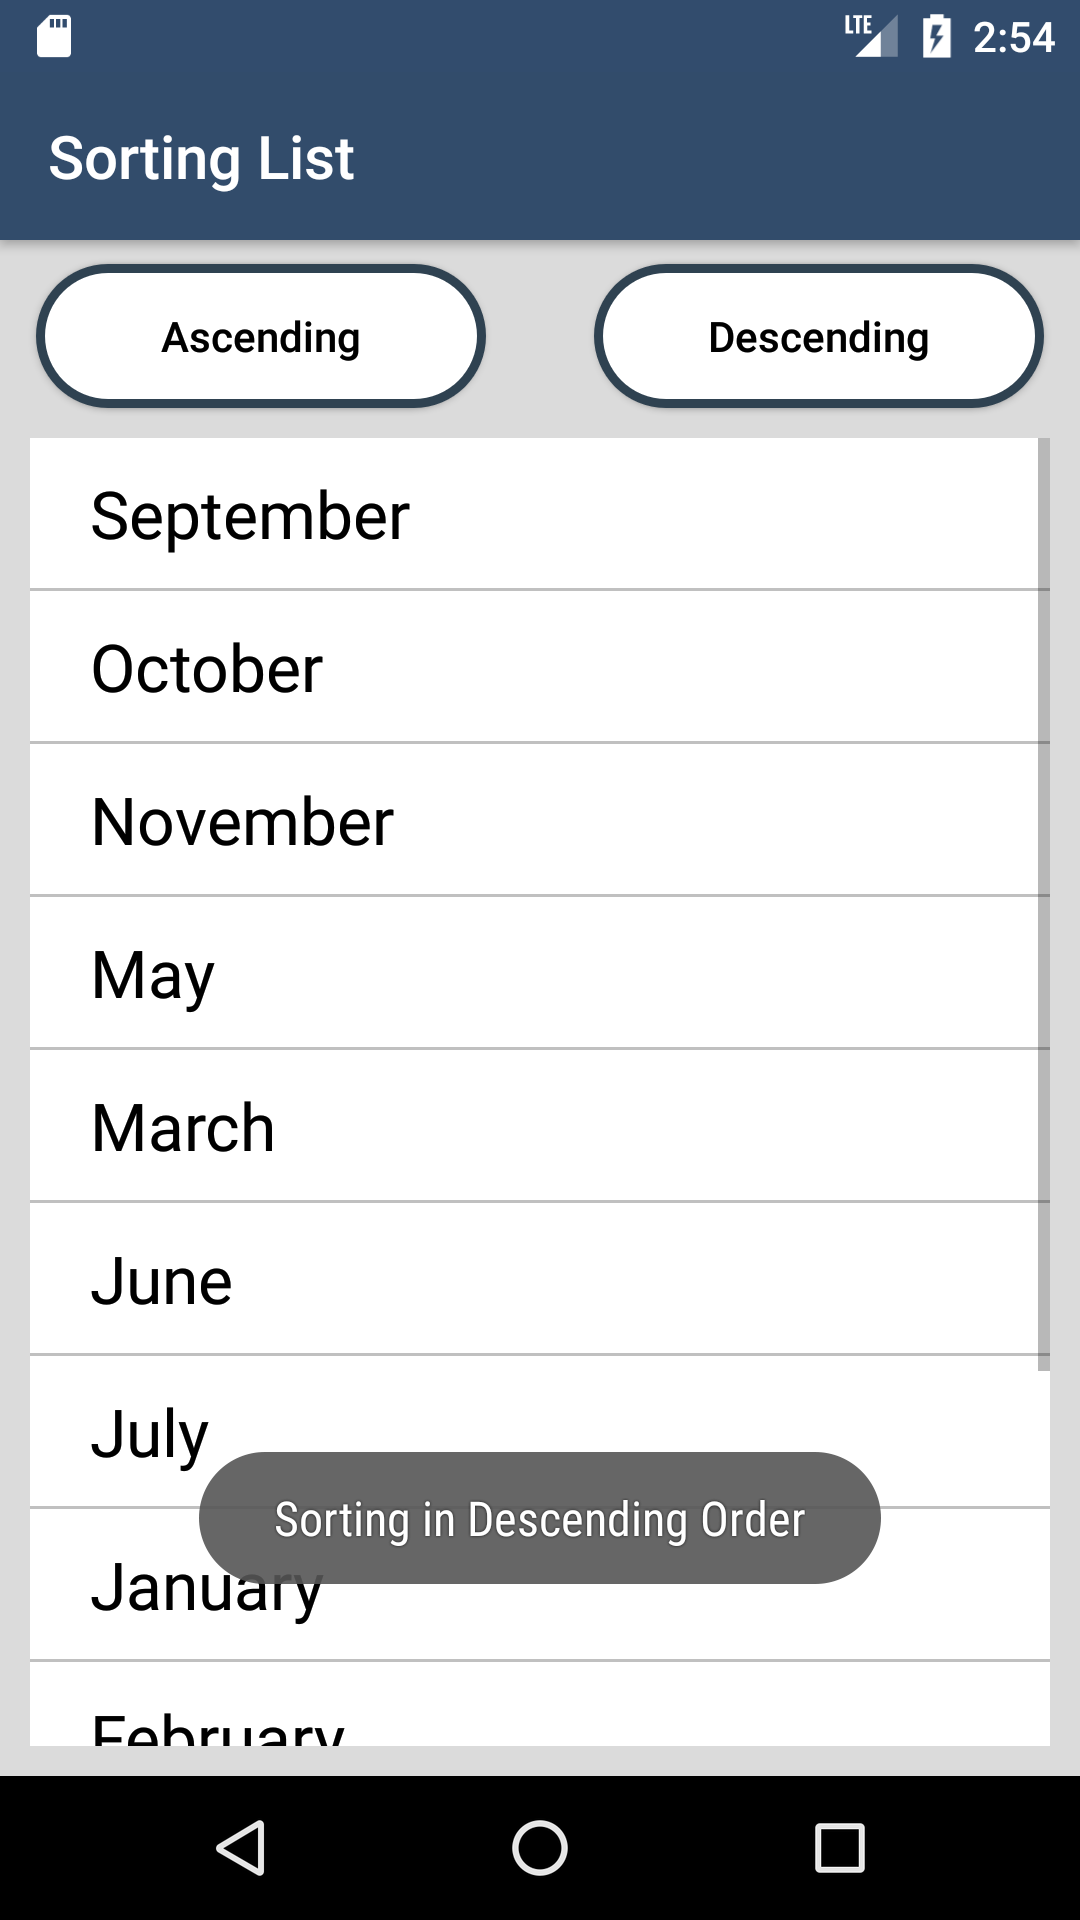 LTE 2:54
Sorting List
Ascending Descending
September
October
November
May
March
June
July
Sorting in Descending Order
January
February